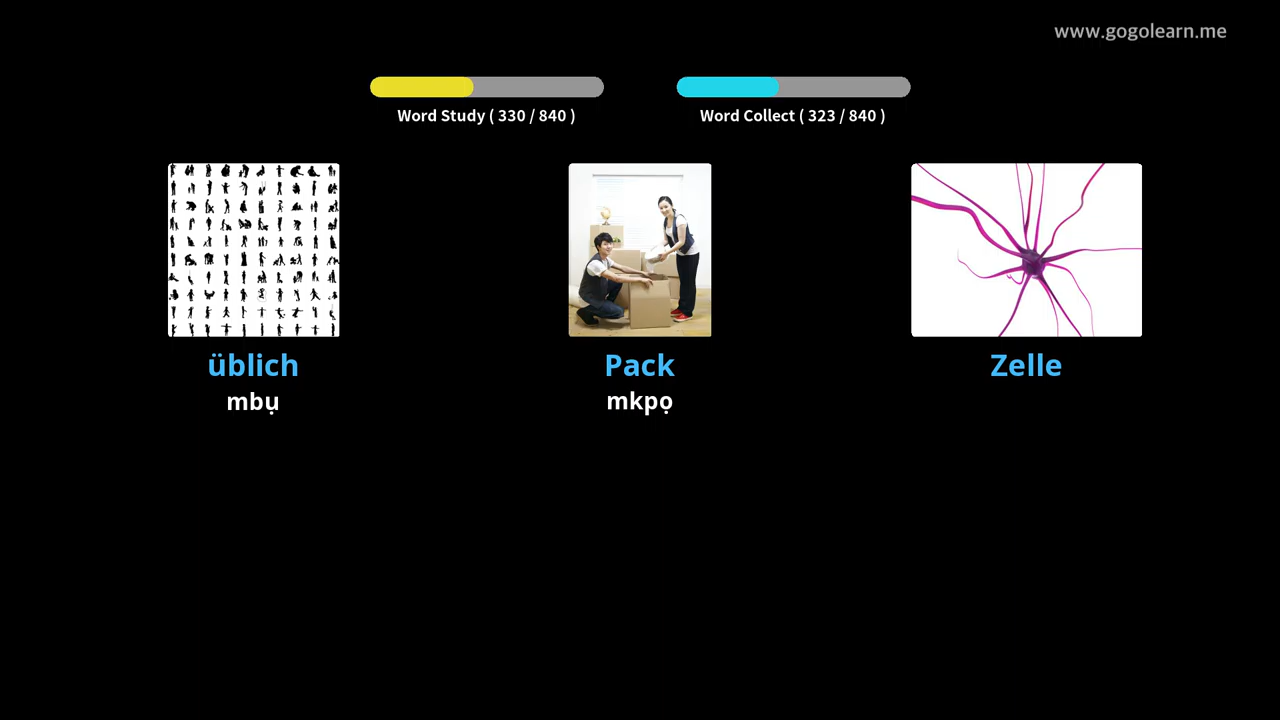 www.gogolearn.me
Word Study ( 330 / 840 )
Word Collect ( 323 / 840 )
üblich
Pack
Zelle
mbụ
mkpọ